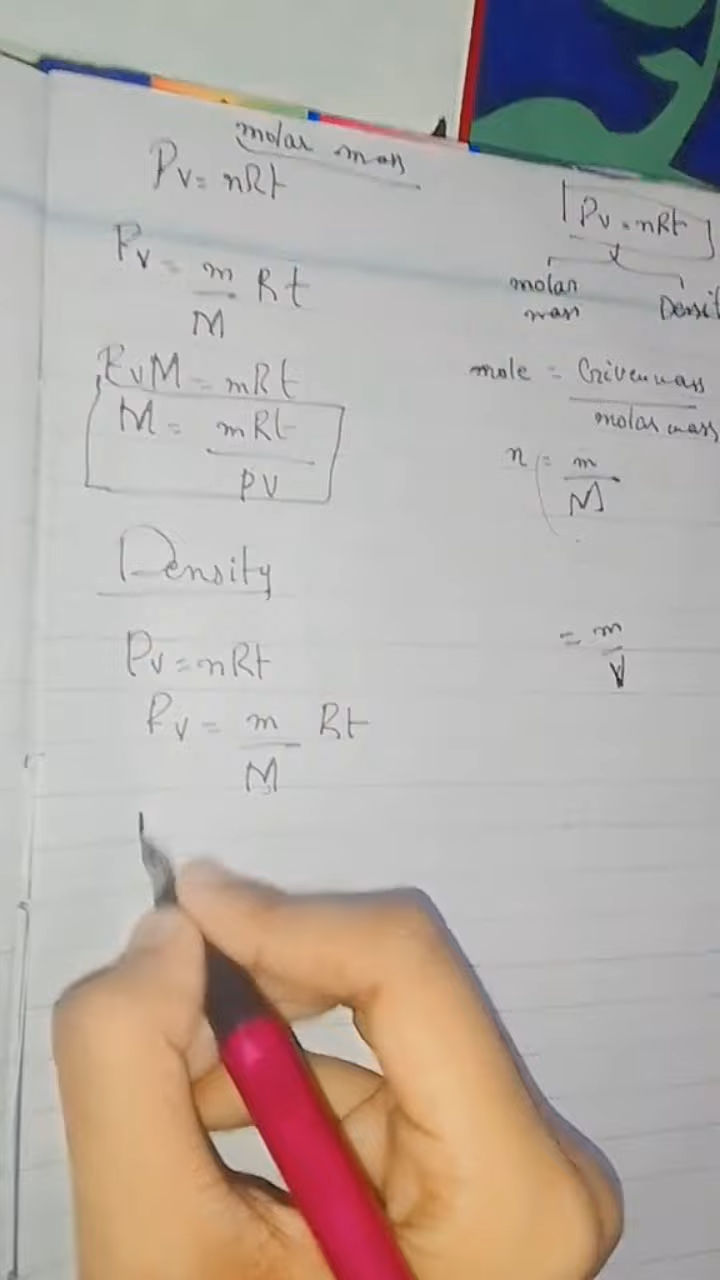 molar mass
Pv = nRt
Pv = m/M Rt
PvM = mRt
M = mRt/PV
Density
Pv = nRt
Pv = m/M Rt
Pv = nRt
molar mass
Densit
mole = Given mass/molar mass
n = m/M
= m/V